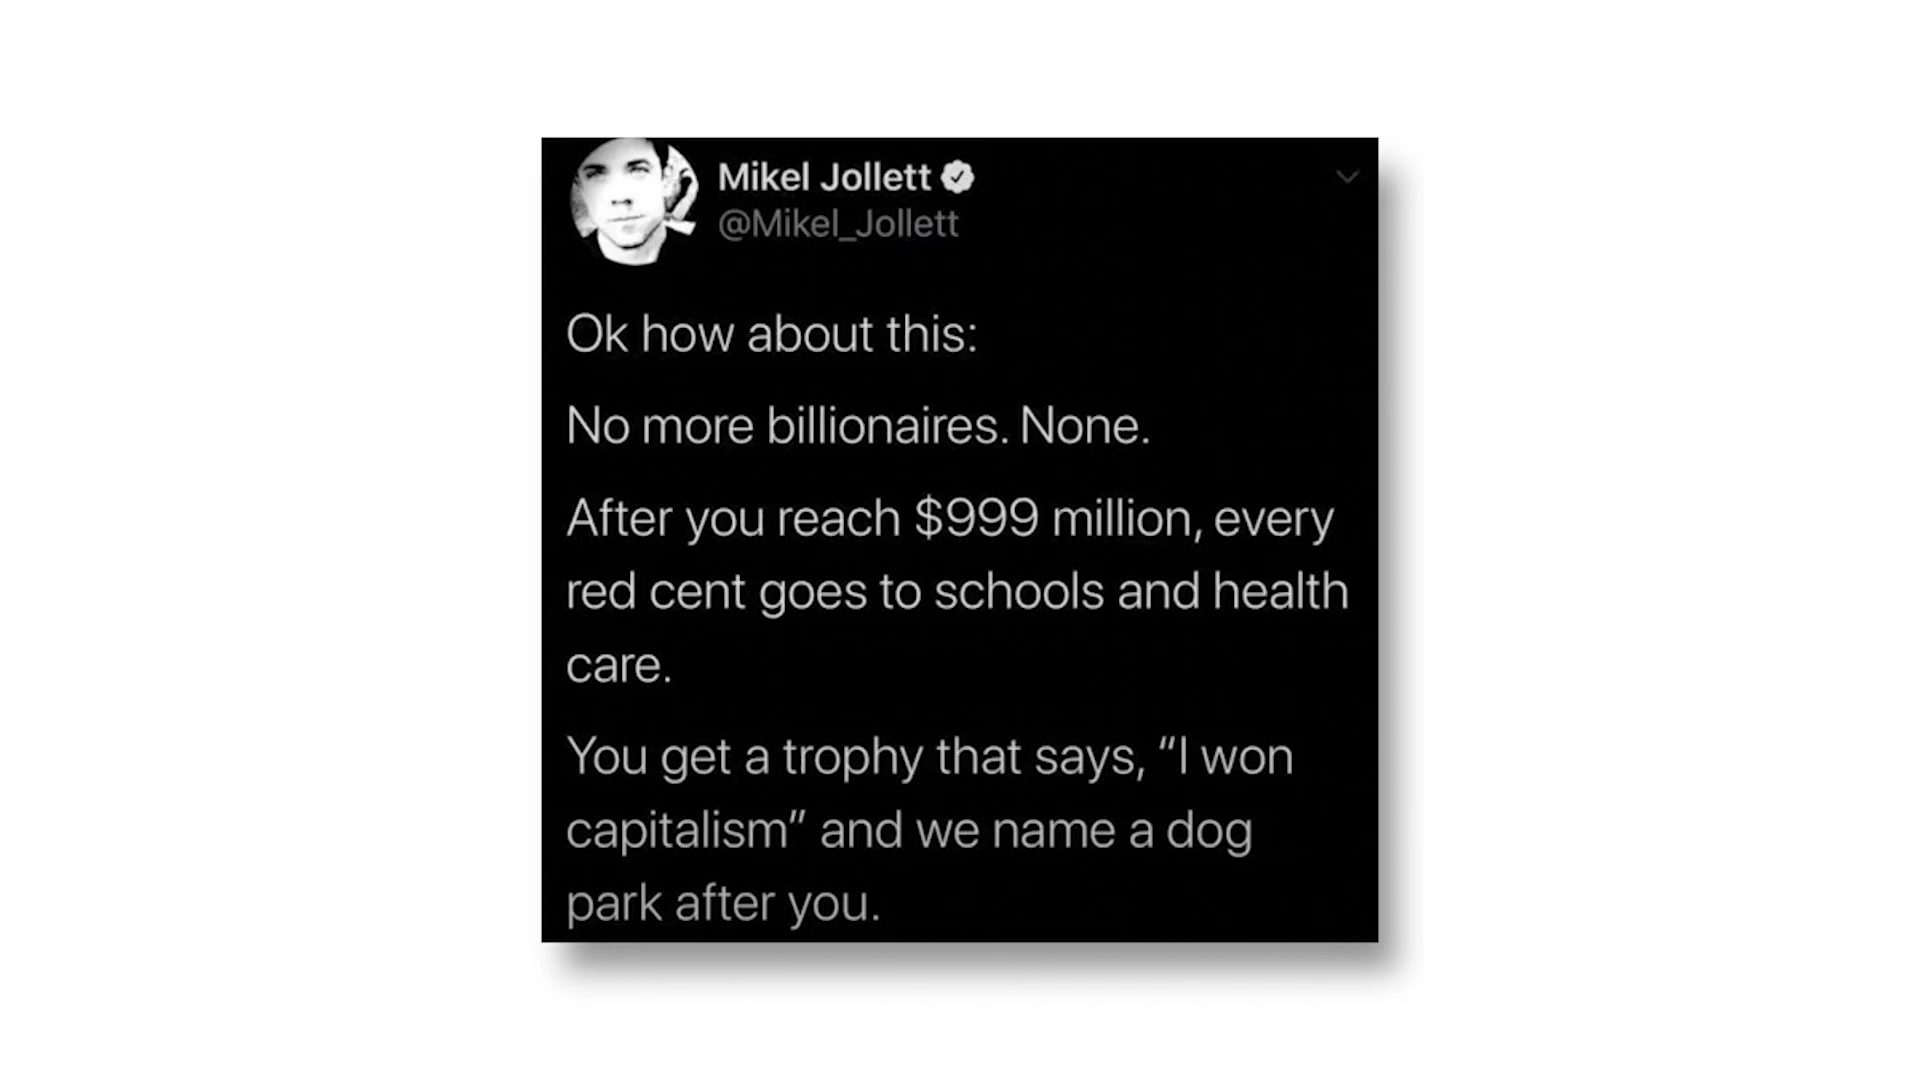 Mikel Jollett
@Mikel_Jollett
Ok how about this:
No more billionaires. None.
After you reach $999 million, every
red cent goes to schools and health
care.
You get a trophy that says, “I won
capitalism” and we name a dog
park after you.